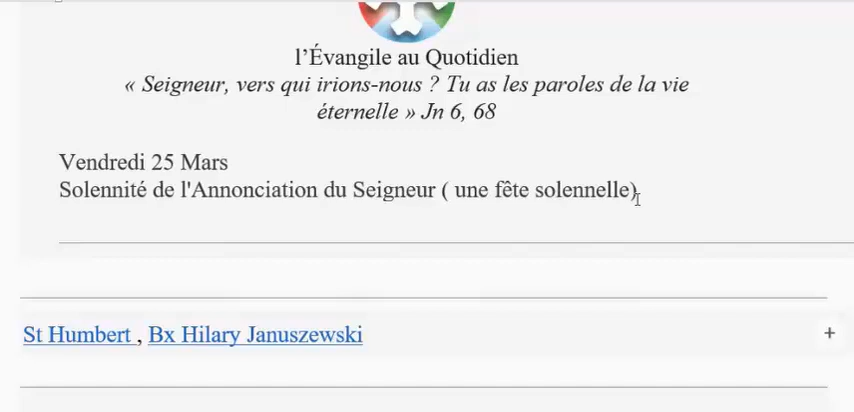 l’Évangile au Quotidien
« Seigneur, vers qui irions-nous ? Tu as les paroles de la vie
éternelle » Jn 6, 68
Vendredi 25 Mars
Solennité de l'Annonciation du Seigneur ( une fête solennelle)
St Humbert , Bx Hilary Januszewski +